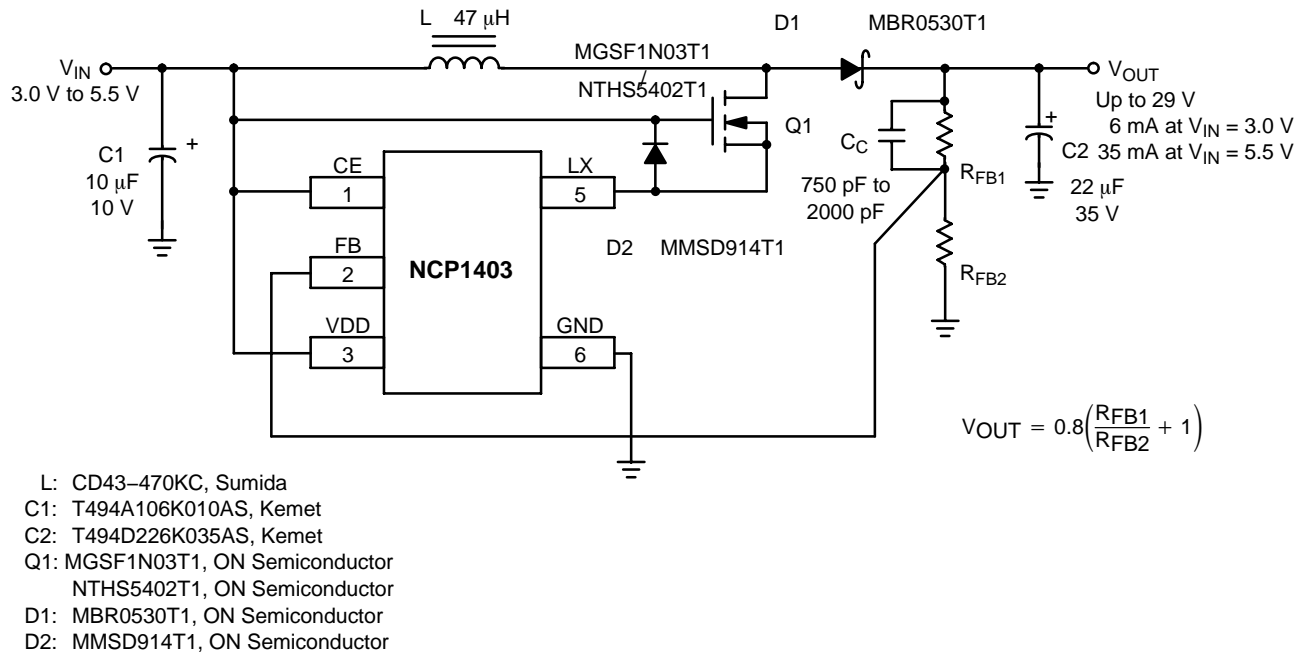 L 47 μH
D1 MBR0530T1
MGSF1N03T1
/
NTHS5402T1
V_IN
3.0 V to 5.5 V
V_OUT
Up to 29 V
6 mA at V_IN = 3.0 V
35 mA at V_IN = 5.5 V
Q1
C1
10 μF
10 V
+
CE
1
LX
5
C_C
750 pF to
2000 pF
R_FB1
+
C2
22 μF
35 V
FB
2
NCP1403
D2 MMSD914T1
R_FB2
VDD
3
GND
6
V_OUT = 0.8(R_FB1/R_FB2 + 1)
L: CD43−470KC, Sumida
C1: T494A106K010AS, Kemet
C2: T494D226K035AS, Kemet
Q1: MGSF1N03T1, ON Semiconductor
NTHS5402T1, ON Semiconductor
D1: MBR0530T1, ON Semiconductor
D2: MMSD914T1, ON Semiconductor